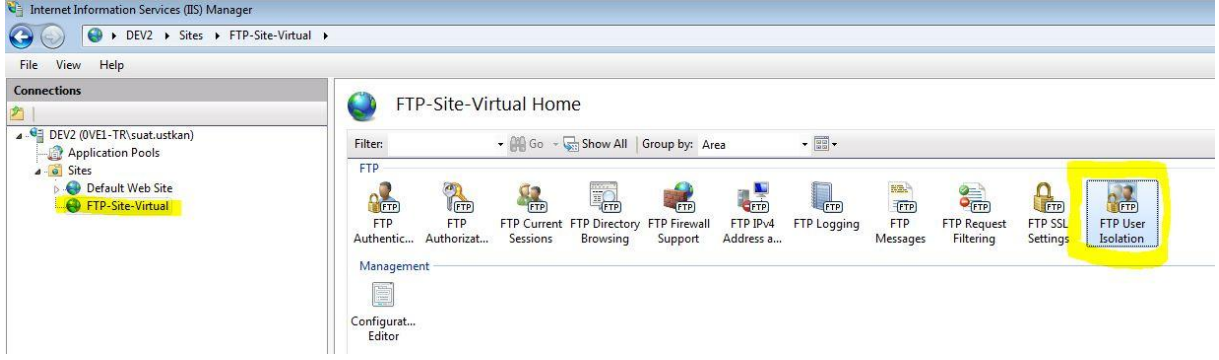 Internet Information Services (IIS) Manager
DEV2 Sites FTP-Site-Virtual
File View Help
Connections
DEV2 (0VE1-TR\suat.ustkan)
Application Pools
Sites
Default Web Site
FTP-Site-Virtual
FTP-Site-Virtual Home
Filter: Go Show All Group by: Area
FTP
FTP FTP FTP FTP FTP FTP FTP FTP FTP FTP FTP
FTP FTP FTP Current FTP Directory FTP Firewall FTP IPv4 FTP Logging FTP FTP Request FTP SSL FTP User
Authentic... Authorizat... Sessions Browsing Support Address a... Messages Filtering Settings Isolation
Management
Configurat...
Editor